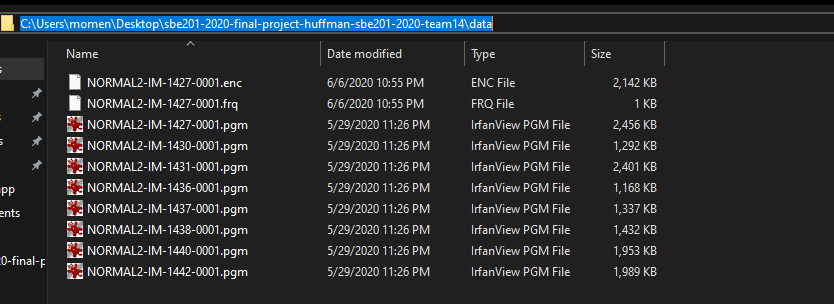 C:\Users\momen\Desktop\sbe201-2020-final-project-huffman-sbe201-2020-team14\data
Name Date modified Type Size
NORMAL2-IM-1427-0001.enc 6/6/2020 10:55 PM ENC File 2,142 KB
NORMAL2-IM-1427-0001.frq 6/6/2020 10:55 PM FRQ File 1 KB
NORMAL2-IM-1427-0001.pgm 5/29/2020 11:26 PM IrfanView PGM File 2,456 KB
NORMAL2-IM-1430-0001.pgm 5/29/2020 11:26 PM IrfanView PGM File 1,292 KB
NORMAL2-IM-1431-0001.pgm 5/29/2020 11:26 PM IrfanView PGM File 2,401 KB
NORMAL2-IM-1436-0001.pgm 5/29/2020 11:26 PM IrfanView PGM File 1,168 KB
app
NORMAL2-IM-1437-0001.pgm 5/29/2020 11:26 PM IrfanView PGM File 1,337 KB
ents
NORMAL2-IM-1438-0001.pgm 5/29/2020 11:26 PM IrfanView PGM File 1,432 KB
NORMAL2-IM-1440-0001.pgm 5/29/2020 11:26 PM IrfanView PGM File 1,953 KB
20-final-p
NORMAL2-IM-1442-0001.pgm 5/29/2020 11:26 PM IrfanView PGM File 1,989 KB